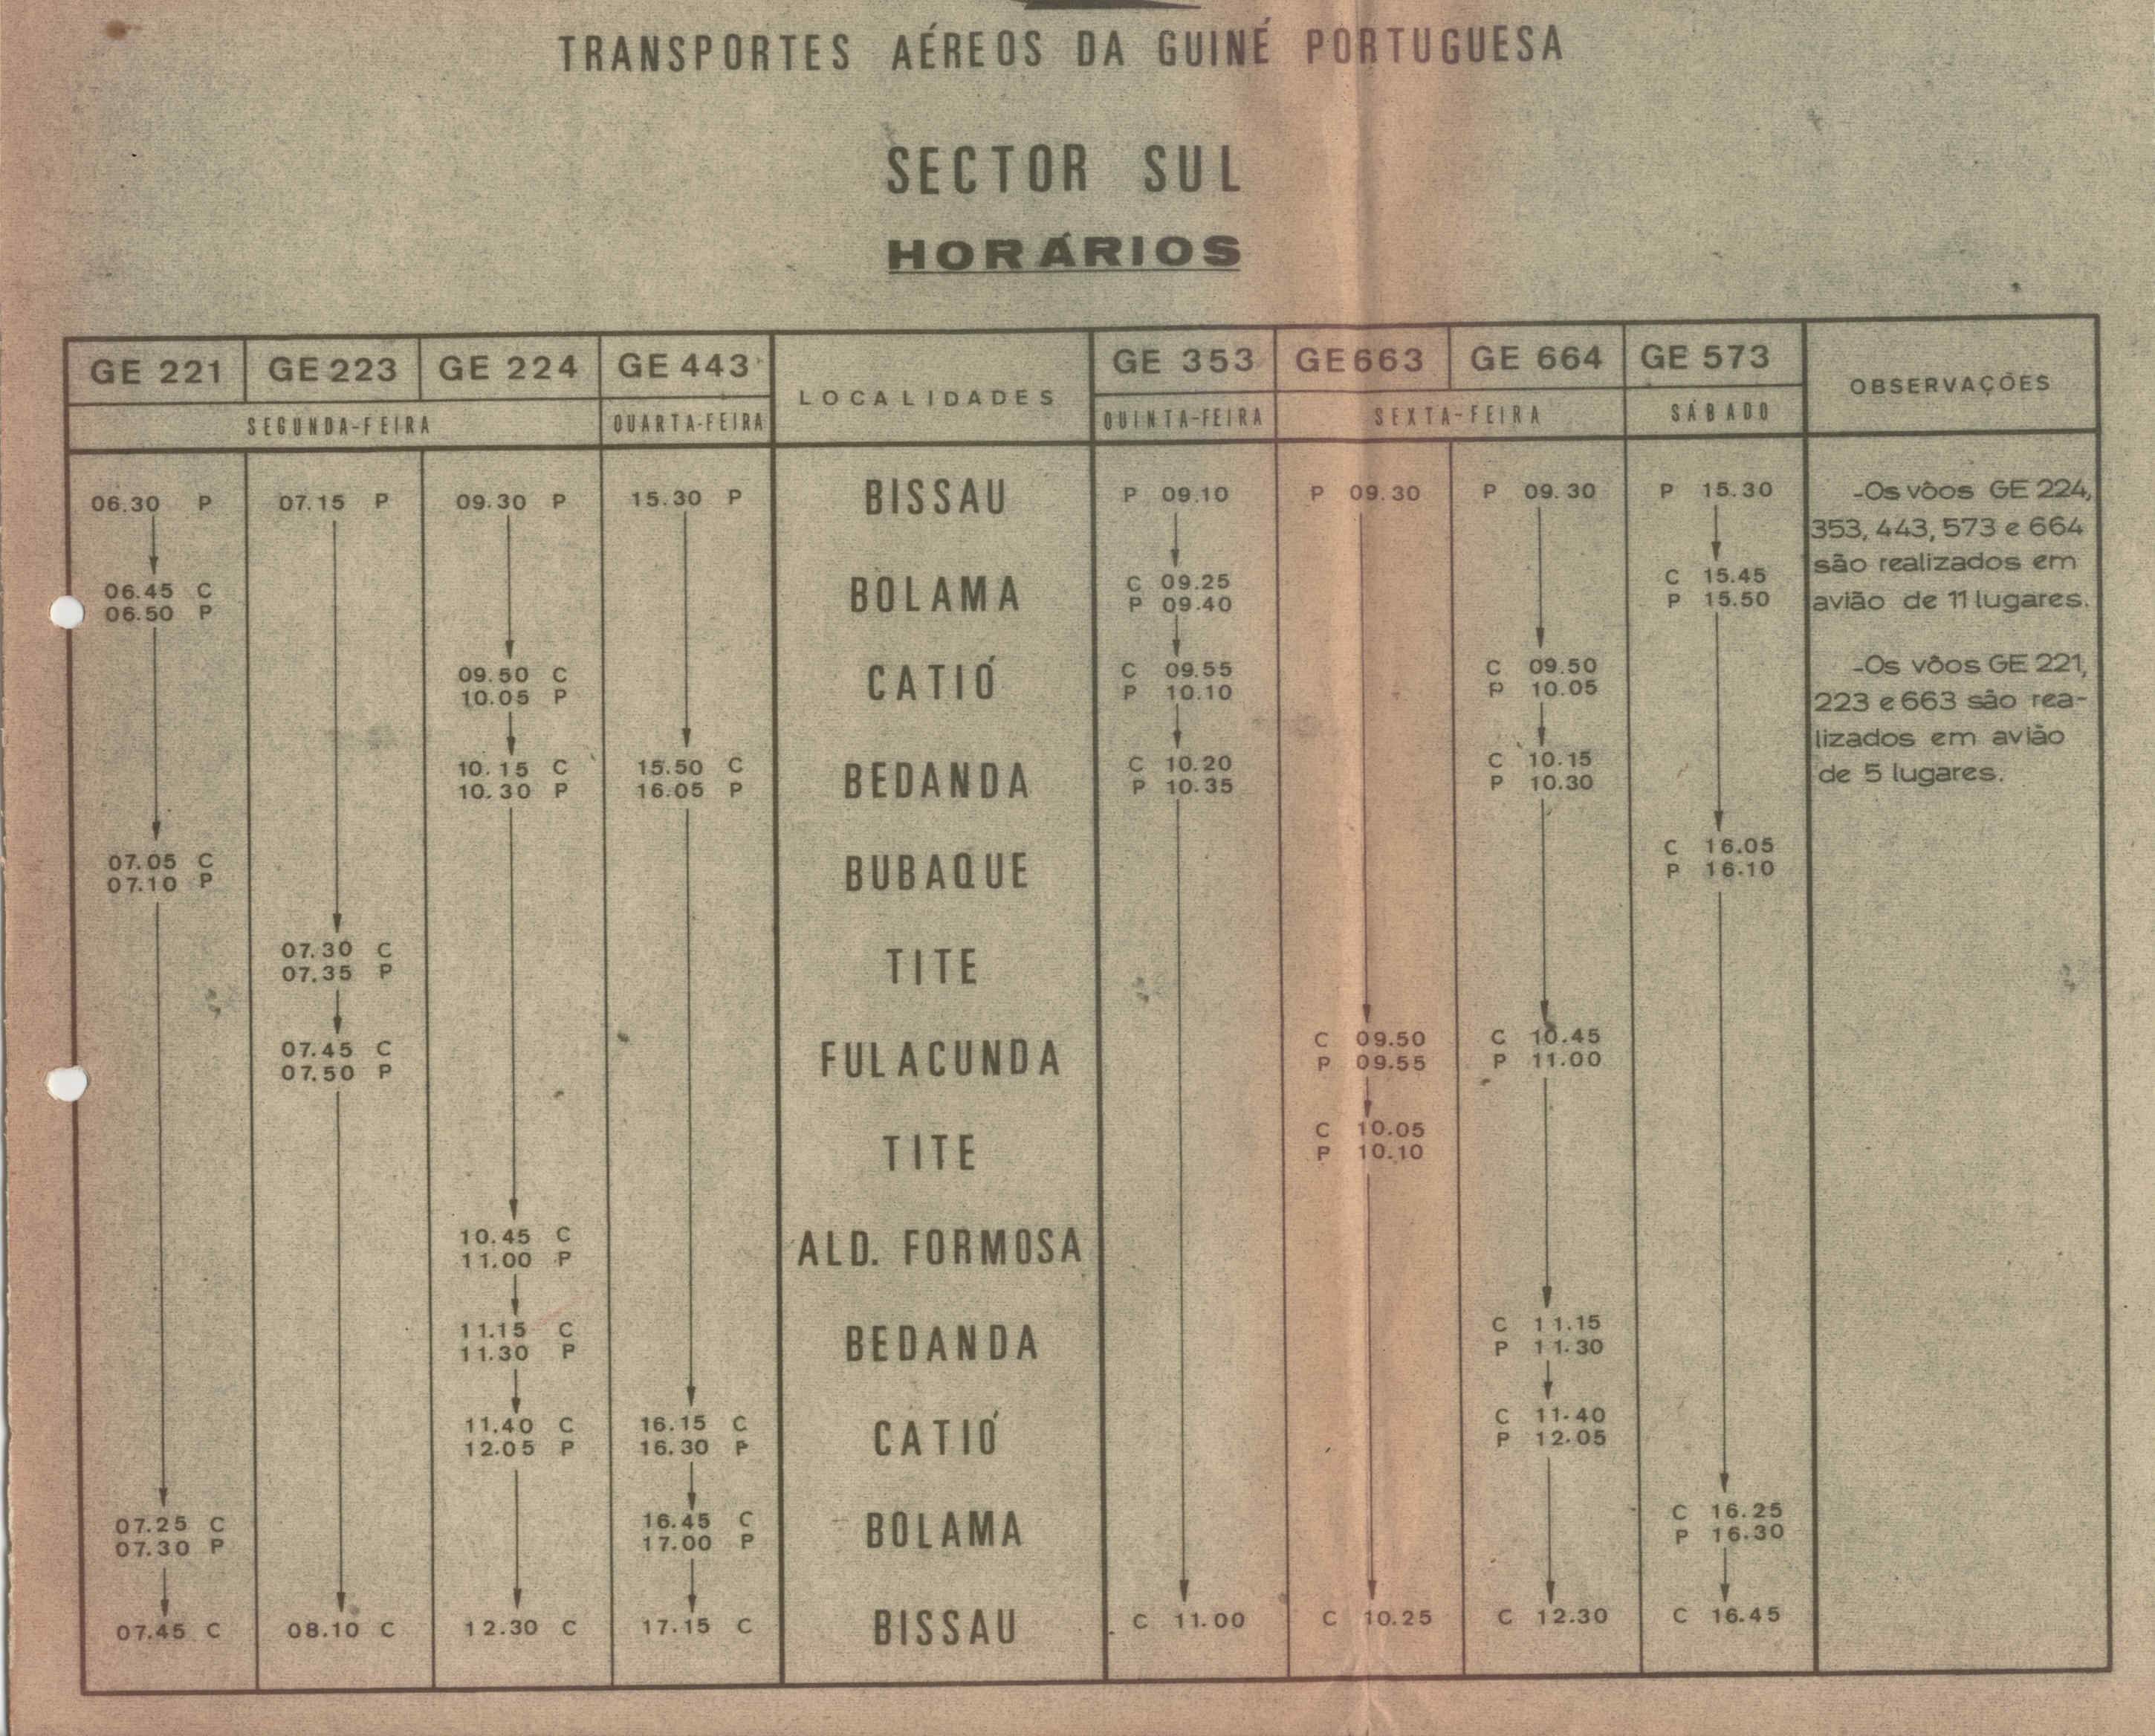 TRANSPORTES AÉREOS DA GUINÉ PORTUGUESA
SECTOR SUL
HORÁRIOS
GE 221 GE 223 GE 224 GE 443 LOCALIDADES GE 353 GE 663 GE 664 GE 573 OBSERVAÇÕES
SEGUNDA-FEIRA QUARTA-FEIRA QUINTA-FEIRA SEXTA-FEIRA SÁBADO
06.30 P 07.15 P 09.30 P 15.30 P BISSAU P 09.10 P 09.30 P 09.30 P 15.30
06.45 C BOLAMA C 09.25 C 15.45
06.50 P P 09.40 P 15.50
09.50 C CATIÓ C 09.55 C 09.50
10.05 P P 10.10 P 10.05
10.15 C 15.50 C BEDANDA C 10.20 C 10.15
10.30 P 16.05 P P 10.35 P 10.30
07.05 C BUBAQUE C 16.05
07.10 P P 16.10
07.30 C TITE
07.35 P
07.45 C FULACUNDA C 09.50 C 10.45
07.50 P P 09.55 P 11.00
TITE C 10.05
P 10.10
10.45 C ALD. FORMOSA
11.00 P
11.15 C BEDANDA C 11.15
11.30 P P 11.30
11.40 C 16.15 C CATIÓ C 11.40
12.05 P 16.30 P P 12.05
07.25 C 16.45 C BOLAMA C 16.25
07.30 P 17.00 P P 16.30
07.45 C 08.10 C 12.30 C 17.15 C BISSAU C 11.00 C 10.25 C 12.30 C 16.45
-Os vôos GE 224,
353, 443, 573 e 664
são realizados em
avião de 11 lugares.
-Os vôos GE 221,
223 e 663 são rea-
lizados em avião
de 5 lugares.